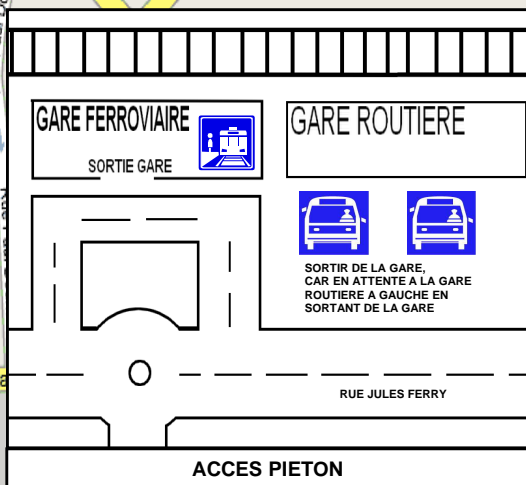 GARE FERROVIAIRE
SORTIE GARE
GARE ROUTIERE
SORTIR DE LA GARE,
CAR EN ATTENTE A LA GARE
ROUTIERE A GAUCHE EN
SORTANT DE LA GARE
RUE JULES FERRY
ACCES PIETON